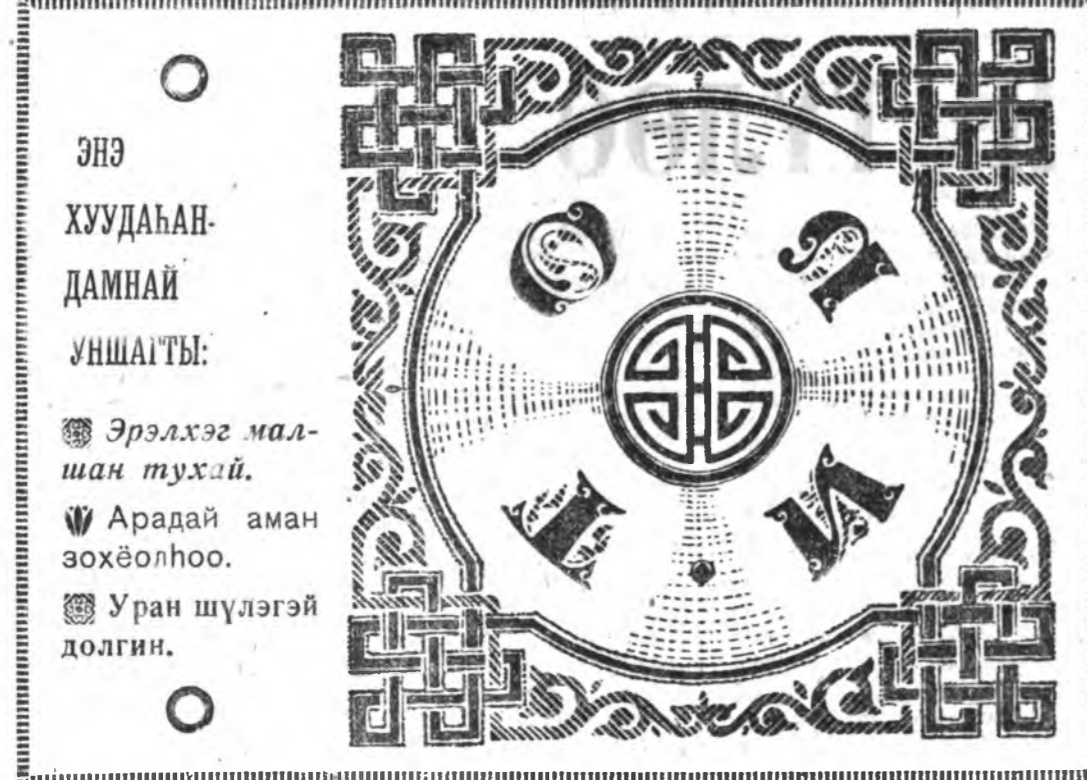 ЭНЭ
ХУУДАҺАН-
ДАМНАЙ
УНШАГТЫ:
Эрэлхэг мал-
шан тухай.
Арадай аман
зохёолһоо.
Уран шүлэгэй
долгин.